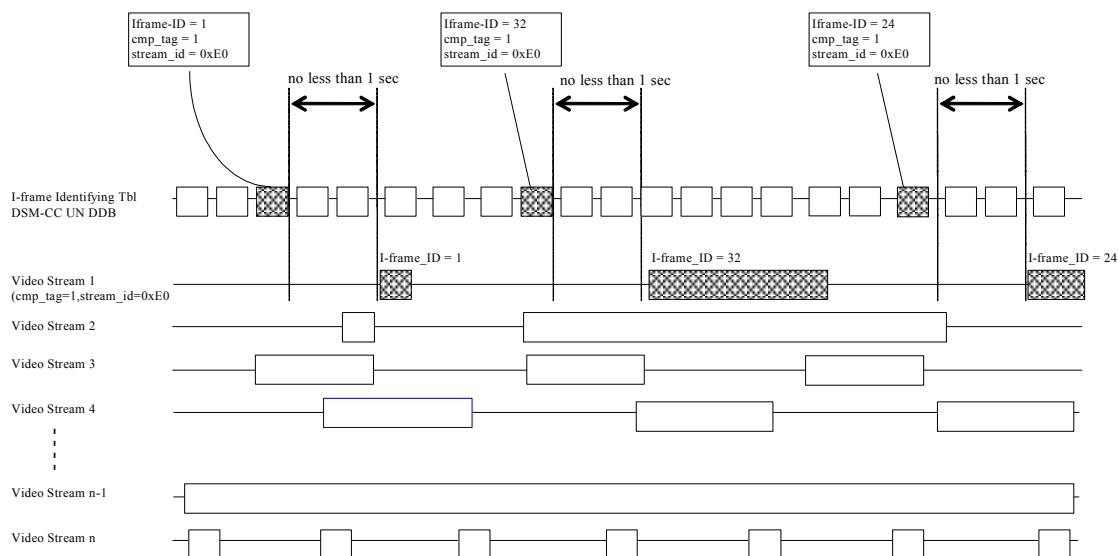 Iframe-ID = 1
cmp_tag = 1
stream_id = 0xE0
Iframe-ID = 32
cmp_tag = 1
stream_id = 0xE0
Iframe-ID = 24
cmp_tag = 1
stream_id = 0xE0
no less than 1 sec
no less than 1 sec
no less than 1 sec
I-frame Identifying Tbl
DSM-CC UN DDB
I-frame_ID = 1
I-frame_ID = 32
I-frame_ID = 24
Video Stream 1
(cmp_tag=1,stream_id=0xE0
Video Stream 2
Video Stream 3
Video Stream 4
Video Stream n-1
Video Stream n